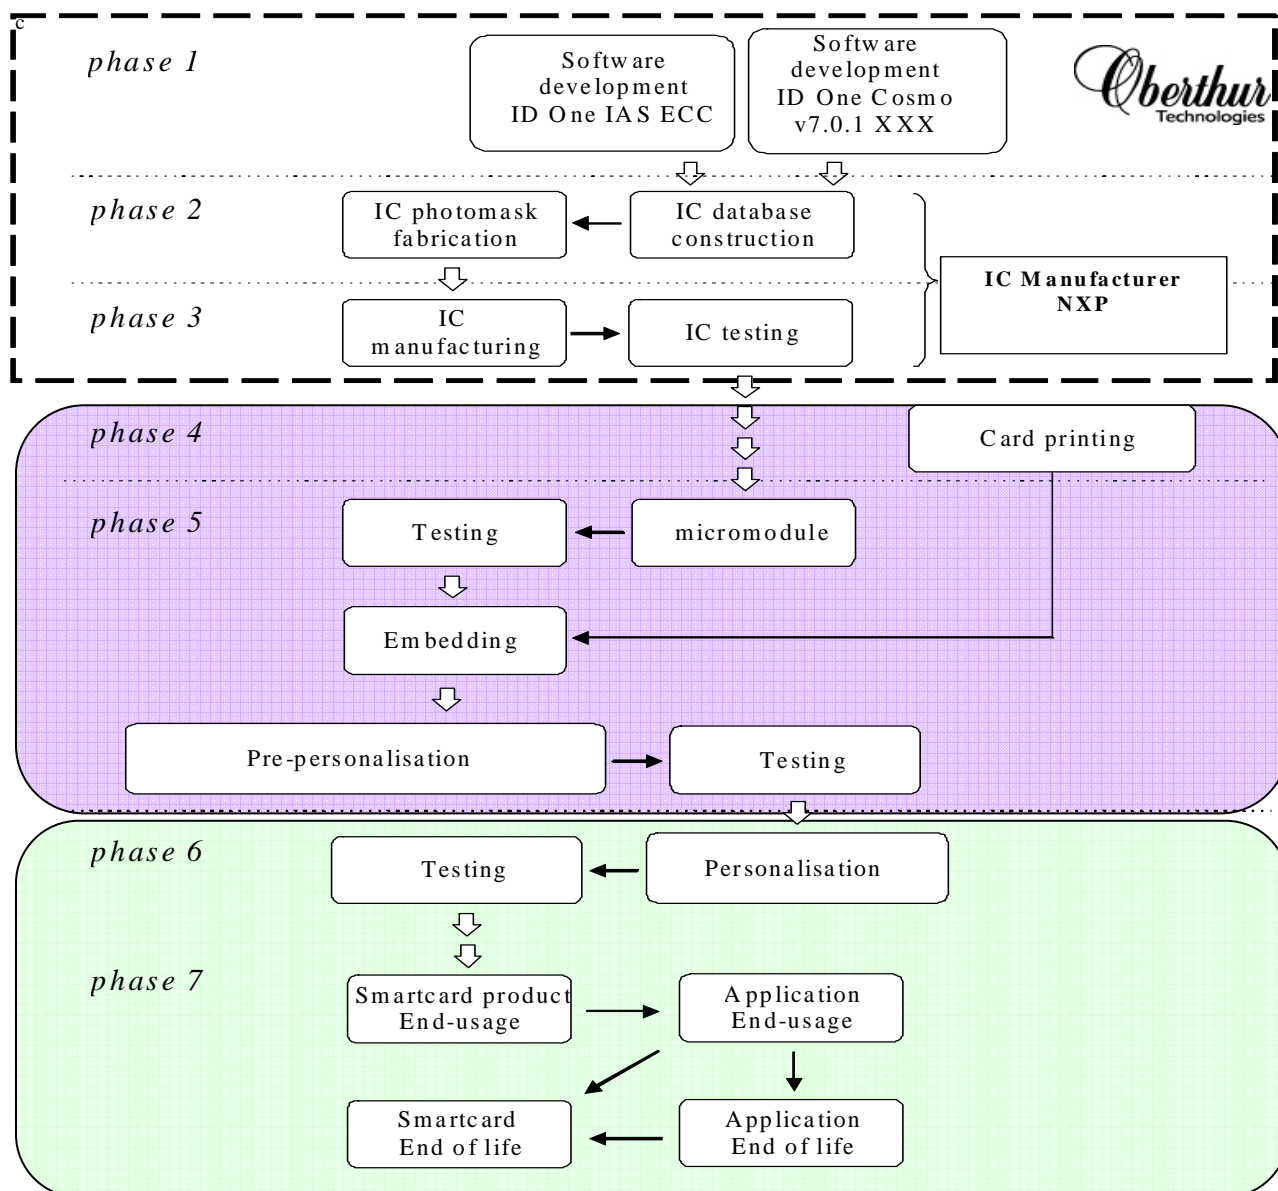 c
phase 1
Software
development
ID One IAS ECC
Software
development
ID One Cosmo
v7.0.1 XXX
Oberthur
Technologies
phase 2
IC photomask
fabrication
IC database
construction
IC Manufacturer
NXP
phase 3
IC
manufacturing
IC testing
phase 4
Card printing
phase 5
Testing
micromodule
Embedding
Pre-personalisation
Testing
phase 6
Testing
Personalisation
phase 7
Smartcard product
End-usage
Application
End-usage
Smartcard
End of life
Application
End of life